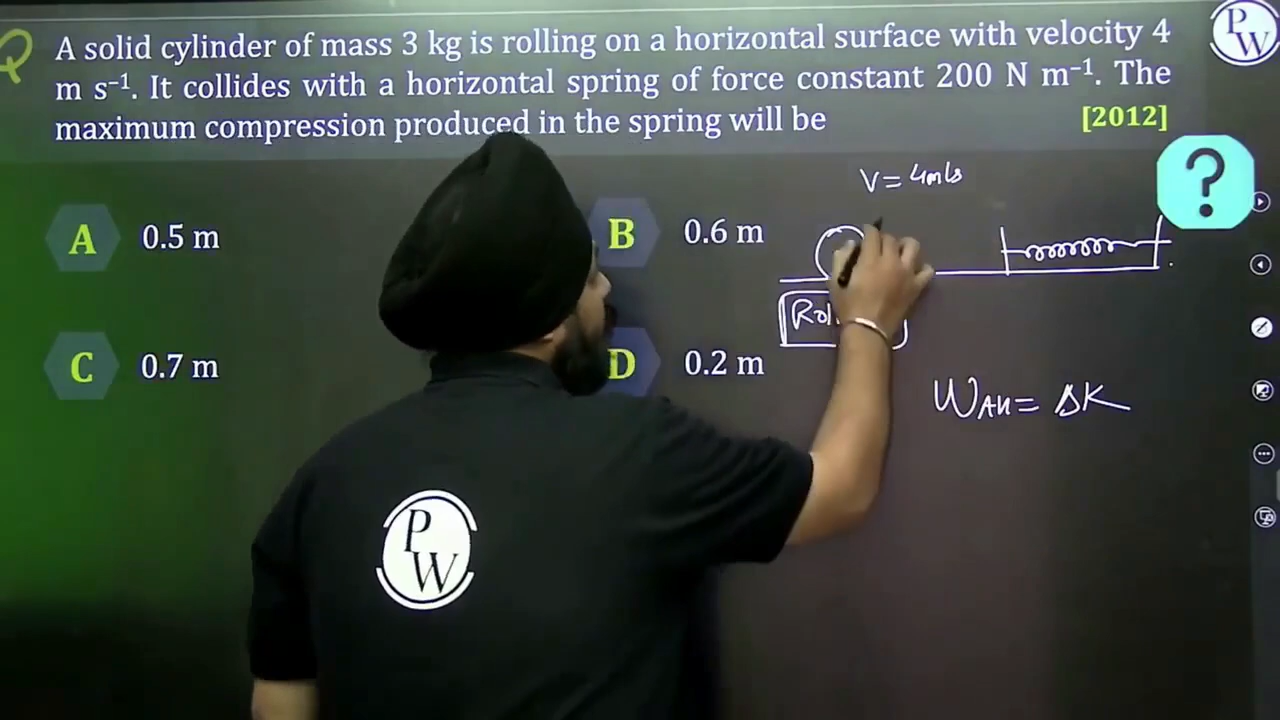 Q A solid cylinder of mass 3 kg is rolling on a horizontal surface with velocity 4
m s⁻¹. It collides with a horizontal spring of force constant 200 N m⁻¹. The
maximum compression produced in the spring will be [2012]
A 0.5 m
B 0.6 m
C 0.7 m
D 0.2 m
V = 4m/s
W_All = ΔK
PW
PW
?